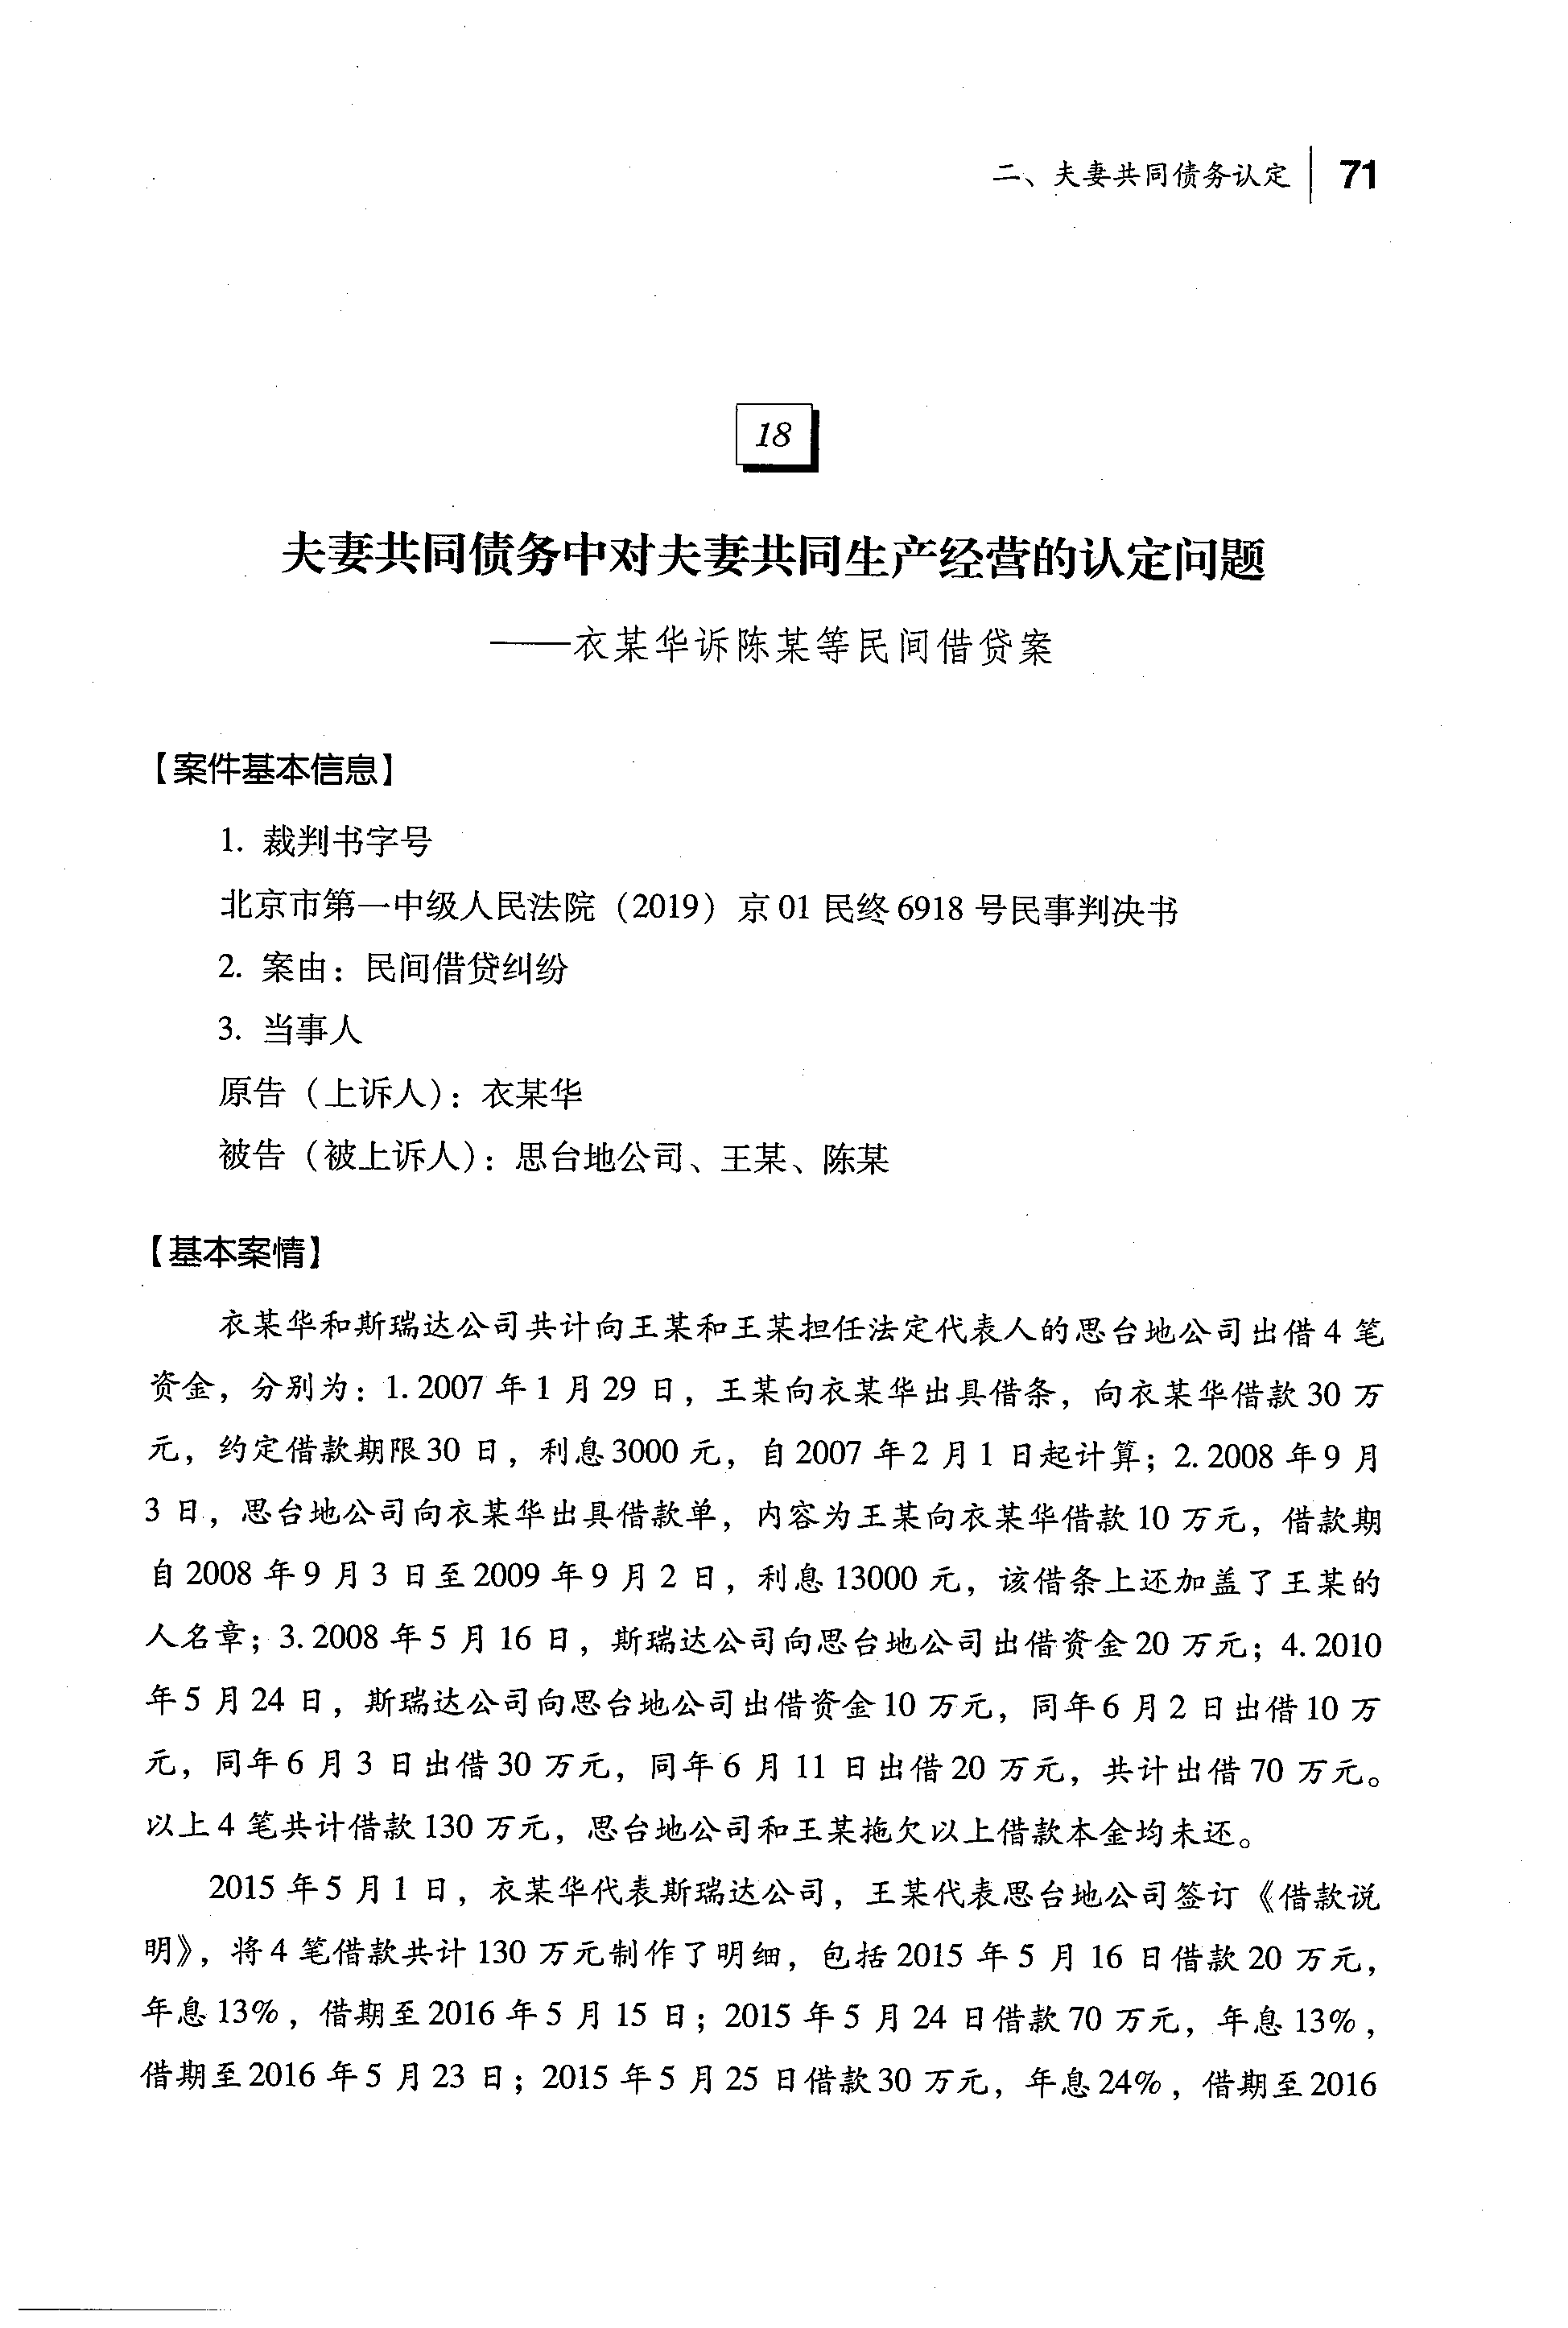 二、夫妻共同债务认定 71
18
夫妻共同债务中对夫妻共同生产经营的认定问题
——衣某华诉陈某等民间借贷案
【案件基本信息】
1. 裁判书字号
北京市第一中级人民法院（2019）京01民终6918号民事判决书
2. 案由：民间借贷纠纷
3. 当事人
原告（上诉人）：衣某华
被告（被上诉人）：思台地公司、王某、陈某
【基本案情】
衣某华和斯瑞达公司共计向王某和王某担任法定代表人的思台地公司出借4笔
资金，分别为：1.2007年1月29日，王某向衣某华出具借条，向衣某华借款30万
元，约定借款期限30日，利息3000元，自2007年2月1日起计算；2.2008年9月
3日，思台地公司向衣某华出具借款单，内容为王某向衣某华借款10万元，借款期
自2008年9月3日至2009年9月2日，利息13000元，该借条上还加盖了王某的
人名章；3.2008年5月16日，斯瑞达公司向思台地公司出借资金20万元；4.2010
年5月24日，斯瑞达公司向思台地公司出借资金10万元，同年6月2日出借10万
元，同年6月3日出借30万元，同年6月11日出借20万元，共计出借70万元。
以上4笔共计借款130万元，思台地公司和王某拖欠以上借款本金均未还。
2015年5月1日，衣某华代表斯瑞达公司，王某代表思台地公司签订《借款说
明》，将4笔借款共计130万元制作了明细，包括2015年5月16日借款20万元，
年息13%，借期至2016年5月15日；2015年5月24日借款70万元，年息13%，
借期至2016年5月23日；2015年5月25日借款30万元，年息24%，借期至2016